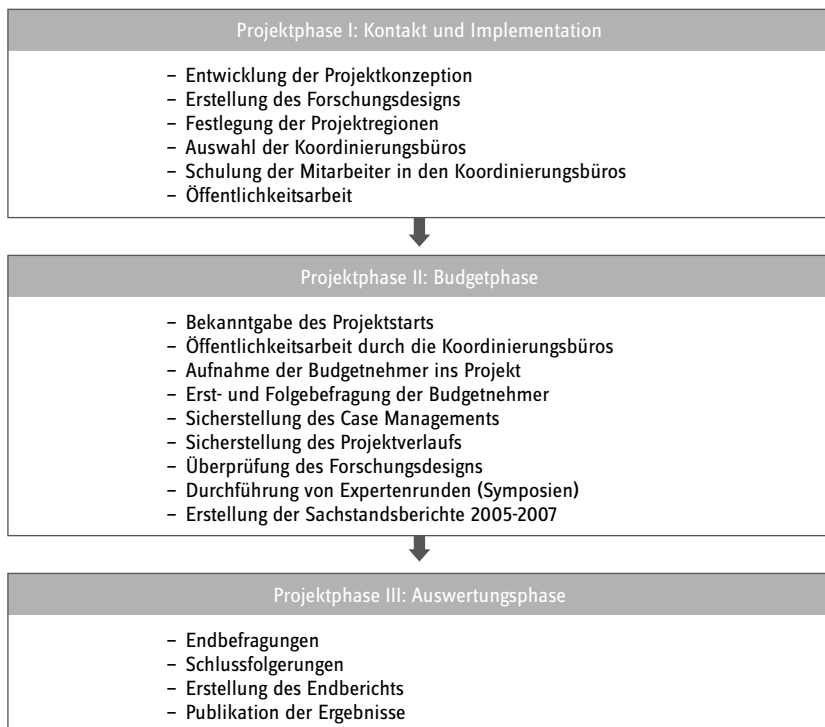 Projektphase I: Kontakt und Implementation
– Entwicklung der Projektkonzeption
– Erstellung des Forschungsdesigns
– Festlegung der Projektregionen
– Auswahl der Koordinierungsbüros
– Schulung der Mitarbeiter in den Koordinierungsbüros
– Öffentlichkeitsarbeit
Projektphase II: Budgetphase
– Bekanntgabe des Projektstarts
– Öffentlichkeitsarbeit durch die Koordinierungsbüros
– Aufnahme der Budgetnehmer ins Projekt
– Erst- und Folgebefragung der Budgetnehmer
– Sicherstellung des Case Managements
– Sicherstellung des Projektverlaufs
– Überprüfung des Forschungsdesigns
– Durchführung von Expertenrunden (Symposien)
– Erstellung der Sachstandsberichte 2005-2007
Projektphase III: Auswertungsphase
– Endbefragungen
– Schlussfolgerungen
– Erstellung des Endberichts
– Publikation der Ergebnisse